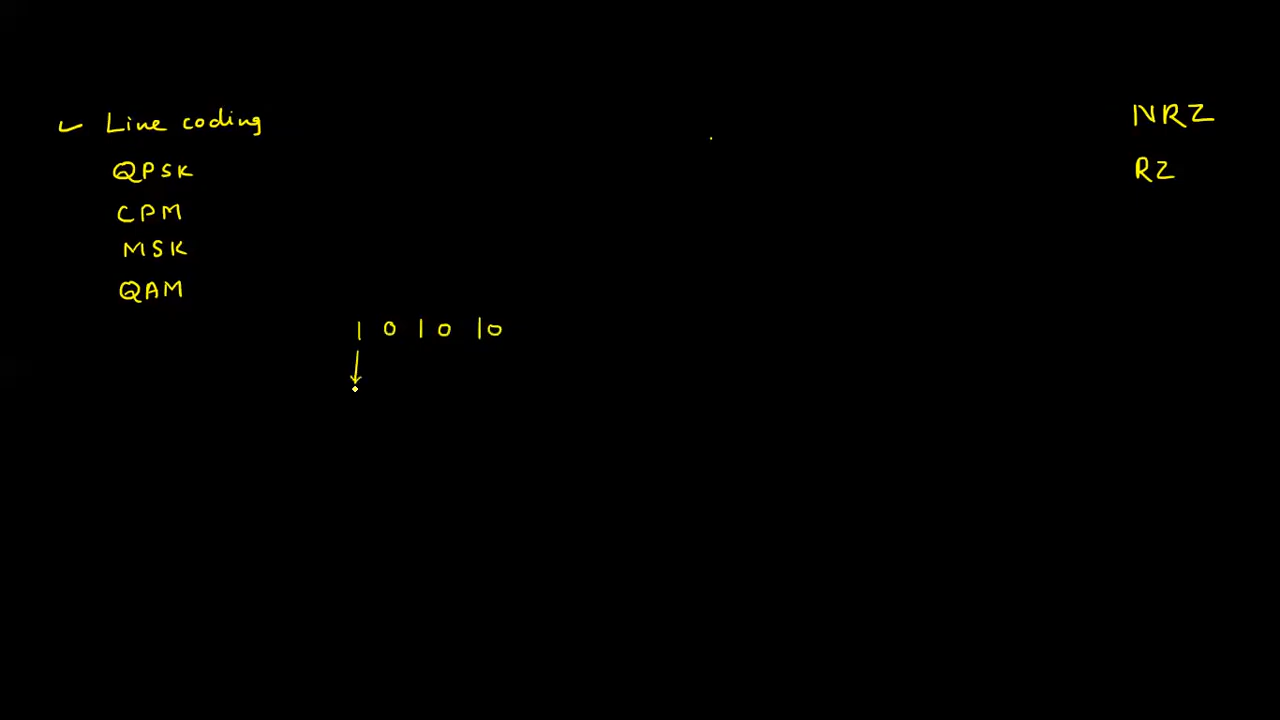 ✓ Line coding
QPSK
CPM
MSK
QAM
NRZ
RZ
1 0 1 0 1 0